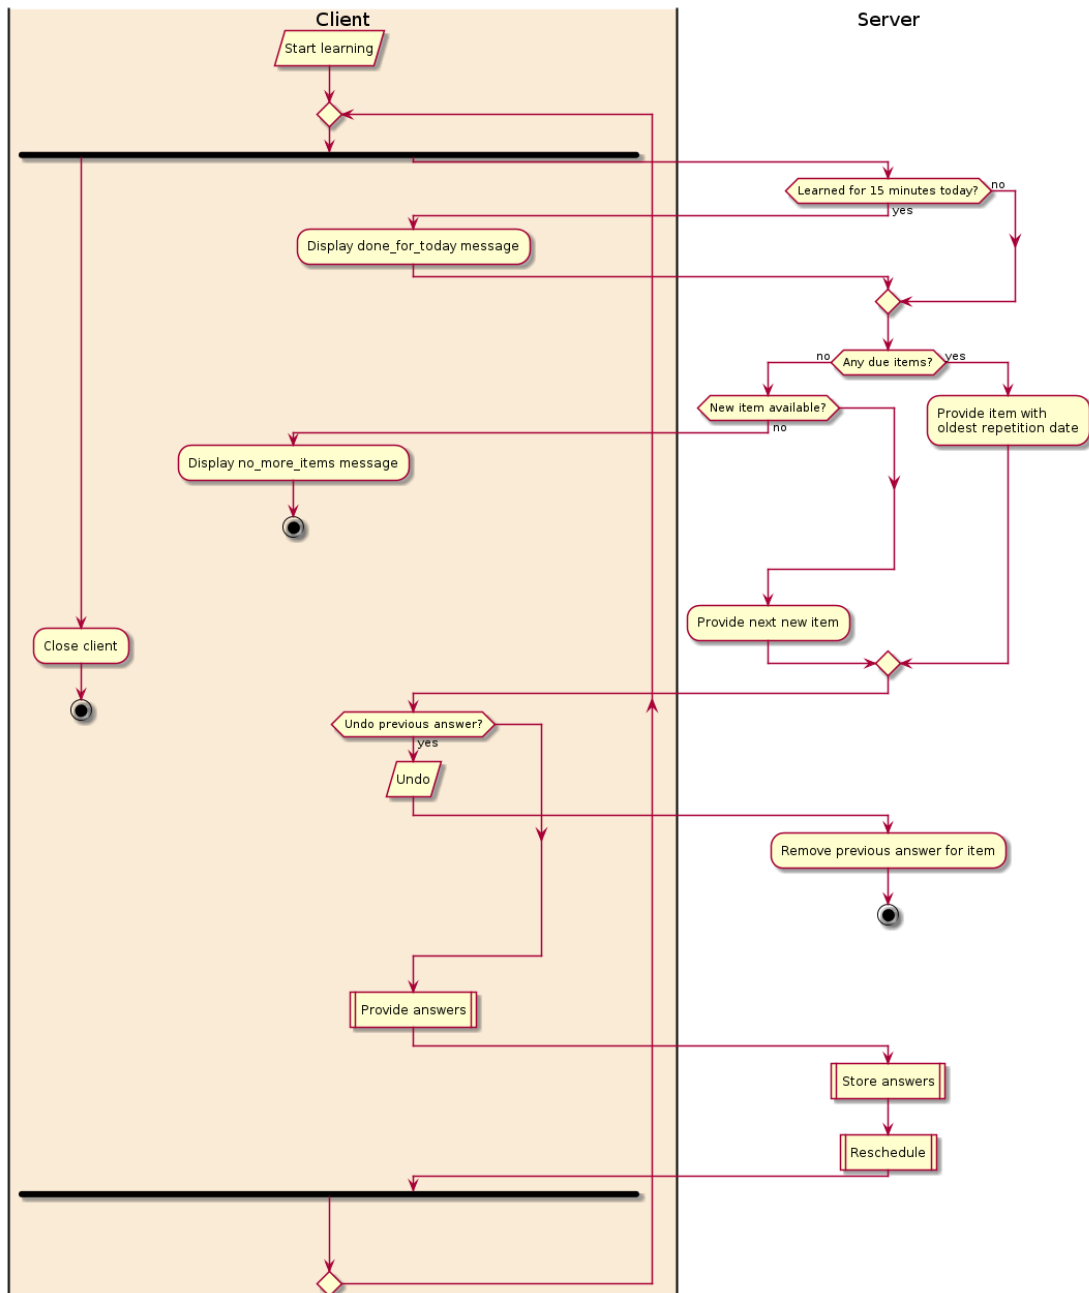 Client
Server
Start learning
Learned for 15 minutes today?
no
yes
Display done_for_today message
no
Any due items?
yes
New item available?
no
Provide item with
oldest repetition date
Display no_more_items message
Provide next new item
Close client
Undo previous answer?
yes
Undo
Remove previous answer for item
Provide answers
Store answers
Reschedule